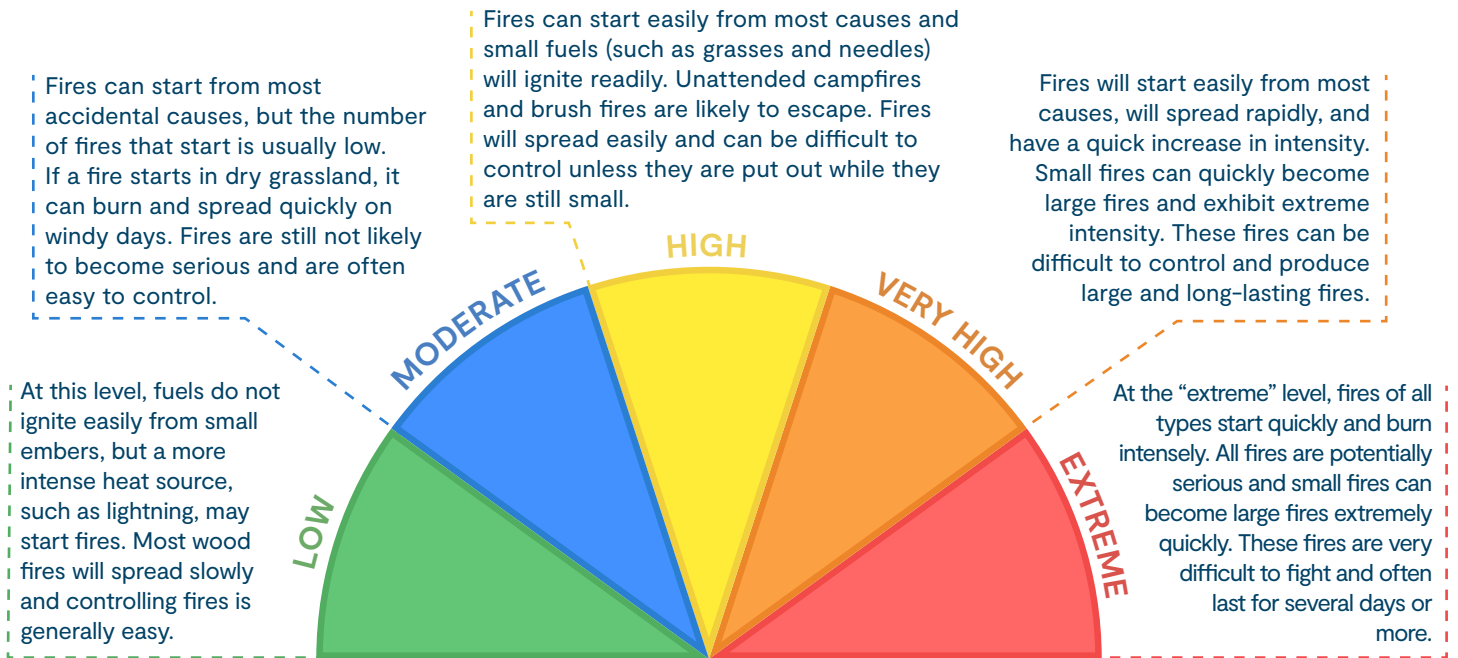 Fires can start easily from most causes and
small fuels (such as grasses and needles)
will ignite readily. Unattended campfires
and brush fires are likely to escape. Fires
will spread easily and can be difficult to
control unless they are put out while they
are still small.
Fires can start from most
accidental causes, but the number
of fires that start is usually low.
If a fire starts in dry grassland, it
can burn and spread quickly on
windy days. Fires are still not likely
to become serious and are often
easy to control.
Fires will start easily from most
causes, will spread rapidly, and
have a quick increase in intensity.
Small fires can quickly become
large fires and exhibit extreme
intensity. These fires can be
difficult to control and produce
large and long-lasting fires.
HIGH
MODERATE
VERY HIGH
At this level, fuels do not
ignite easily from small
embers, but a more
intense heat source,
such as lightning, may
start fires. Most wood
fires will spread slowly
and controlling fires is
generally easy.
LOW
EXTREME
At the “extreme” level, fires of all
types start quickly and burn
intensely. All fires are potentially
serious and small fires can
become large fires extremely
quickly. These fires are very
difficult to fight and often
last for several days or
more.